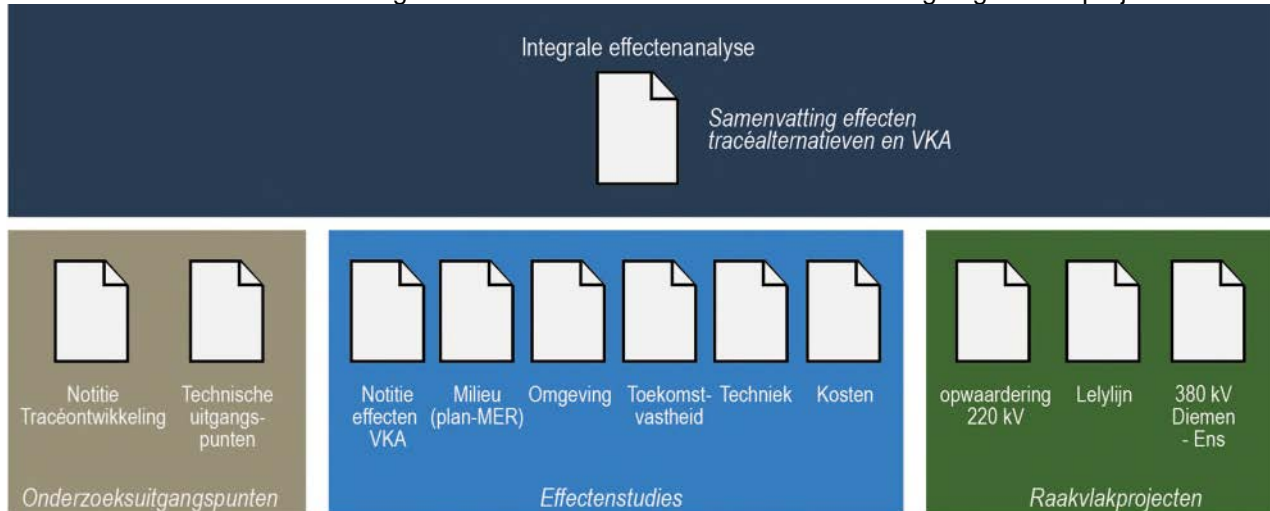 Integrale effectenanalyse
Samenvatting effecten
tracéalternatieven en VKA
Notitie
Tracéontwikkeling
Technische
uitgangs-
punten
Onderzoeksuitgangspunten
Notitie
effecten
VKA
Milieu
(plan-MER)
Omgeving
Toekomst-
vastheid
Techniek
Kosten
Effectenstudies
opwaardering
220 kV
Lelylijn
380 kV
Diemen
- Ens
Raakvlakprojecten